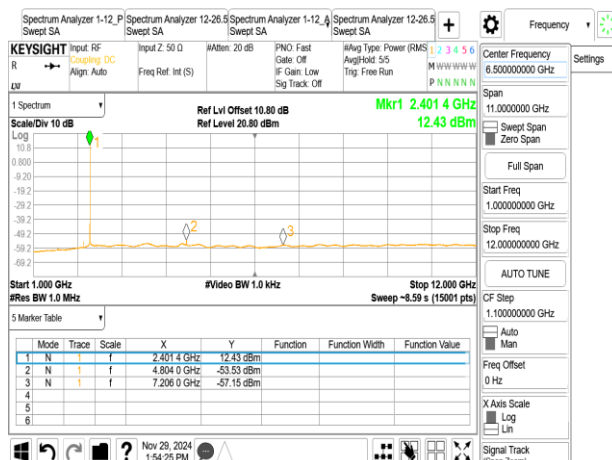 Spectrum Analyzer 1-12_P
Swept SA
Spectrum Analyzer 12-26.5
Swept SA
Spectrum Analyzer 1-12_A
Swept SA
Spectrum Analyzer 12-26.5
Swept SA
+
Frequency
Settings
KEYSIGHT
R
LXI
Input: RF
Coupling: DC
Align: Auto
Input Z: 50 Ω
Freq Ref: Int (S)
#Atten: 20 dB
PNO: Fast
Gate: Off
IF Gain: Low
Sig Track: Off
#Avg Type: Power (RMS
Avg|Hold: 5/5
Trig: Free Run
1 2 3 4 5 6
M W W W W W
P N N N N N
1 Spectrum
Scale/Div 10 dB
Ref Lvl Offset 10.80 dB
Ref Level 20.80 dBm
Mkr1 2.401 4 GHz
12.43 dBm
Log
10.8
0.800
-9.20
-19.2
-29.2
-39.2
-49.2
-59.2
-69.2
1
2
3
Start 1.000 GHz
#Res BW 1.0 MHz
#Video BW 1.0 kHz
Stop 12.000 GHz
Sweep ~8.59 s (15001 pts)
5 Marker Table
Mode Trace Scale X Y Function Function Width Function Value
1 N 1 f 2.401 4 GHz 12.43 dBm
2 N 1 f 4.804 0 GHz -53.53 dBm
3 N 1 f 7.206 0 GHz -57.15 dBm
4
5
6
Nov 29, 2024
1:54:25 PM
Center Frequency
6.500000000 GHz
Span
11.0000000 GHz
Swept Span
Zero Span
Full Span
Start Freq
1.000000000 GHz
Stop Freq
12.000000000 GHz
AUTO TUNE
CF Step
1.100000000 GHz
Auto
Man
Freq Offset
0 Hz
X Axis Scale
Log
Lin
Signal Track